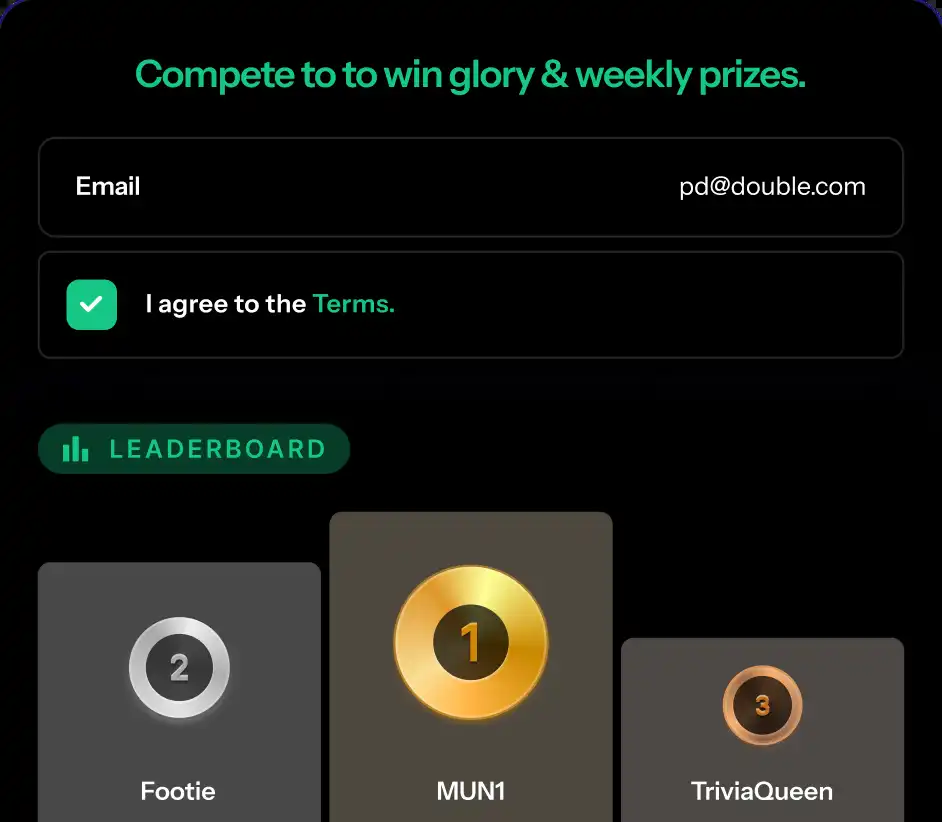 Compete to to win glory & weekly prizes.
Email pd@double.com
I agree to the Terms.
LEADERBOARD
2 1 3
Footie MUN1 TriviaQueen